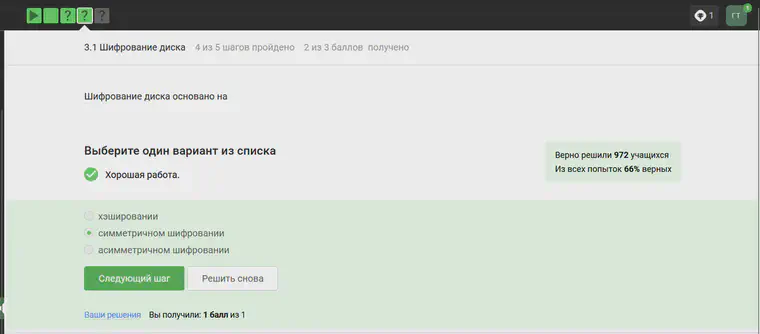 1
ГТ
1
3.1 Шифрование диска 4 из 5 шагов пройдено 2 из 3 баллов получено
Шифрование диска основано на
Выберите один вариант из списка
Хорошая работа.
Верно решили 972 учащихся
Из всех попыток 66% верных
хэшировании
симметричном шифровании
асимметричном шифровании
Следующий шаг Решить снова
Ваши решения Вы получили: 1 балл из 1